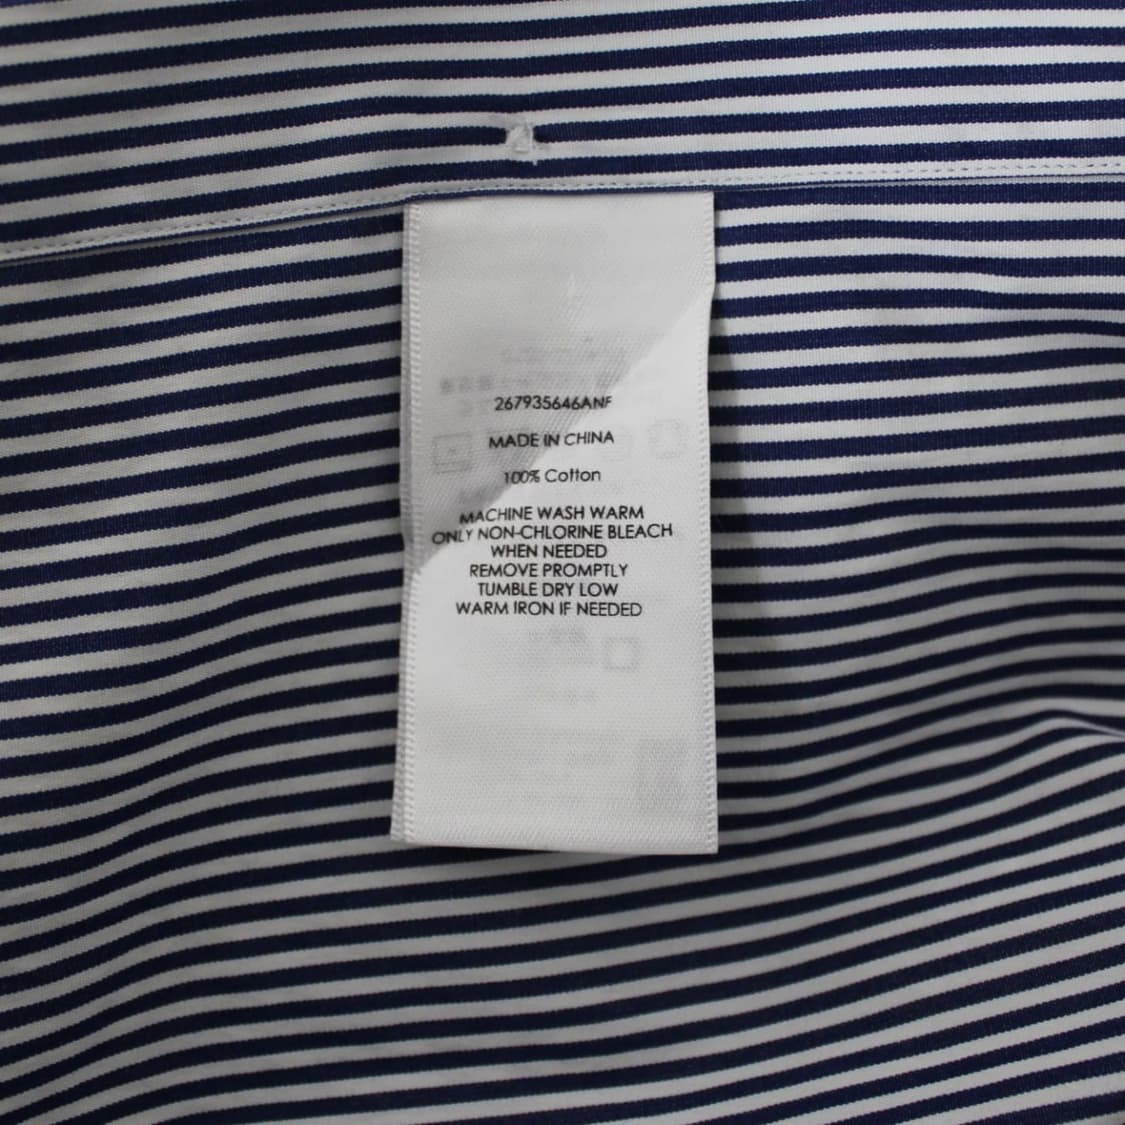 267935646ANF
MADE IN CHINA
100% Cotton
MACHINE WASH WARM
ONLY NON-CHLORINE BLEACH
WHEN NEEDED
REMOVE PROMPTLY
TUMBLE DRY LOW
WARM IRON IF NEEDED